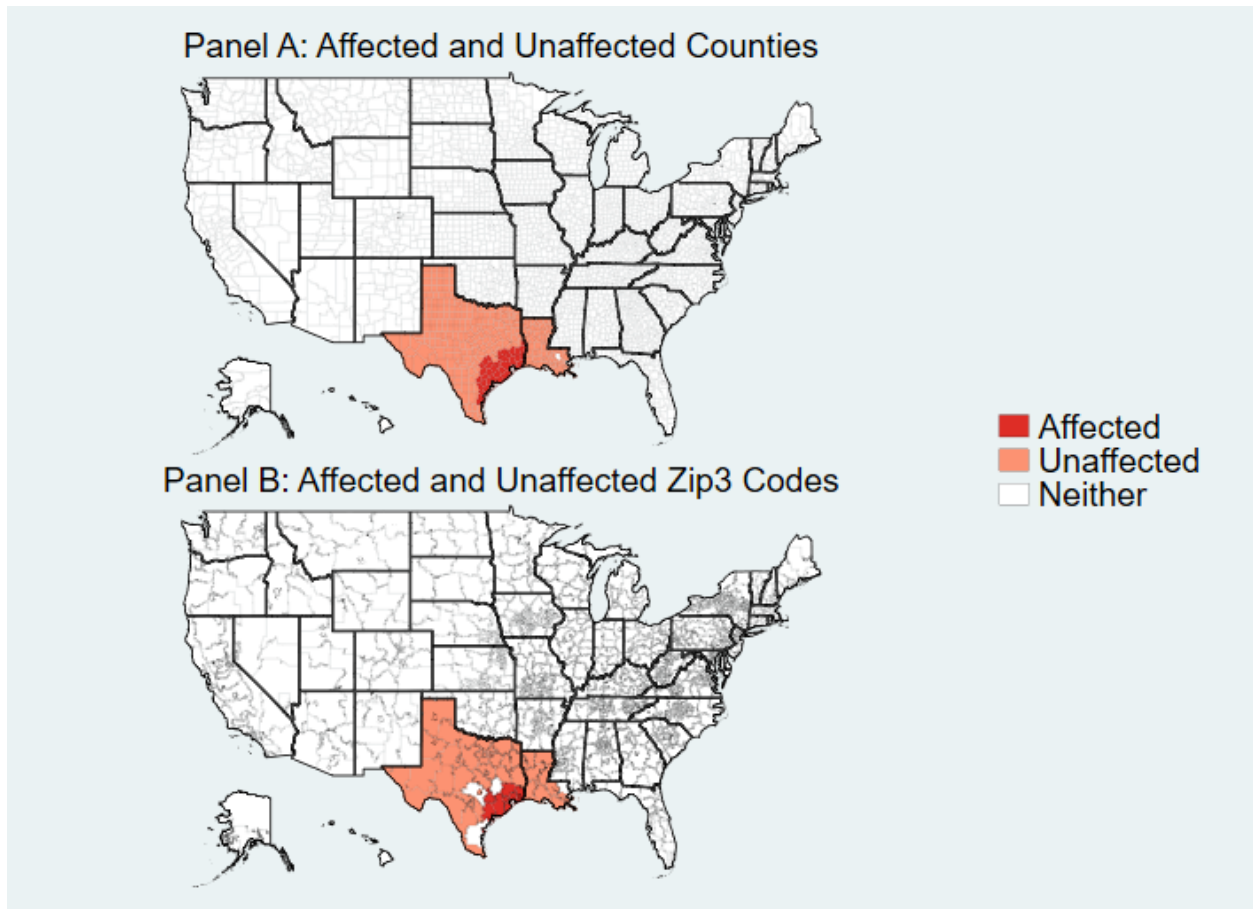 Panel A: Affected and Unaffected Counties
Affected
Unaffected
Neither
Panel B: Affected and Unaffected Zip3 Codes